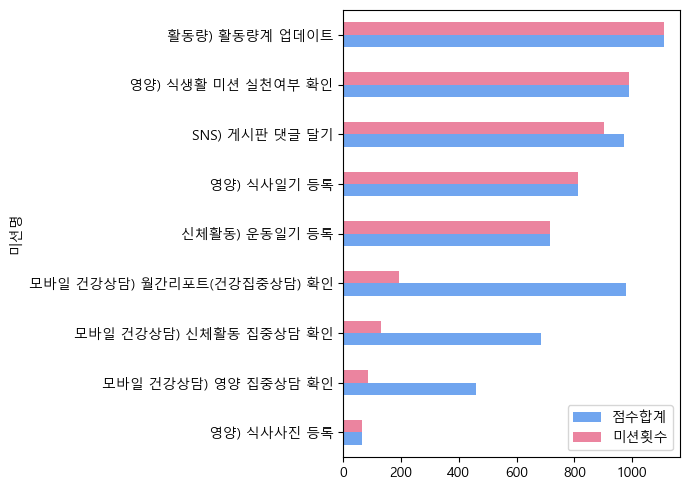 활동량) 활동량계 업데이트
영양) 식생활 미션 실천여부 확인
SNS) 게시판 댓글 달기
영양) 식사일기 등록
신체활동) 운동일기 등록
모바일 건강상담) 월간리포트(건강집중상담) 확인
모바일 건강상담) 신체활동 집중상담 확인
모바일 건강상담) 영양 집중상담 확인
영양) 식사사진 등록
미션명
점수합계
미션횟수
0 200 400 600 800 1000